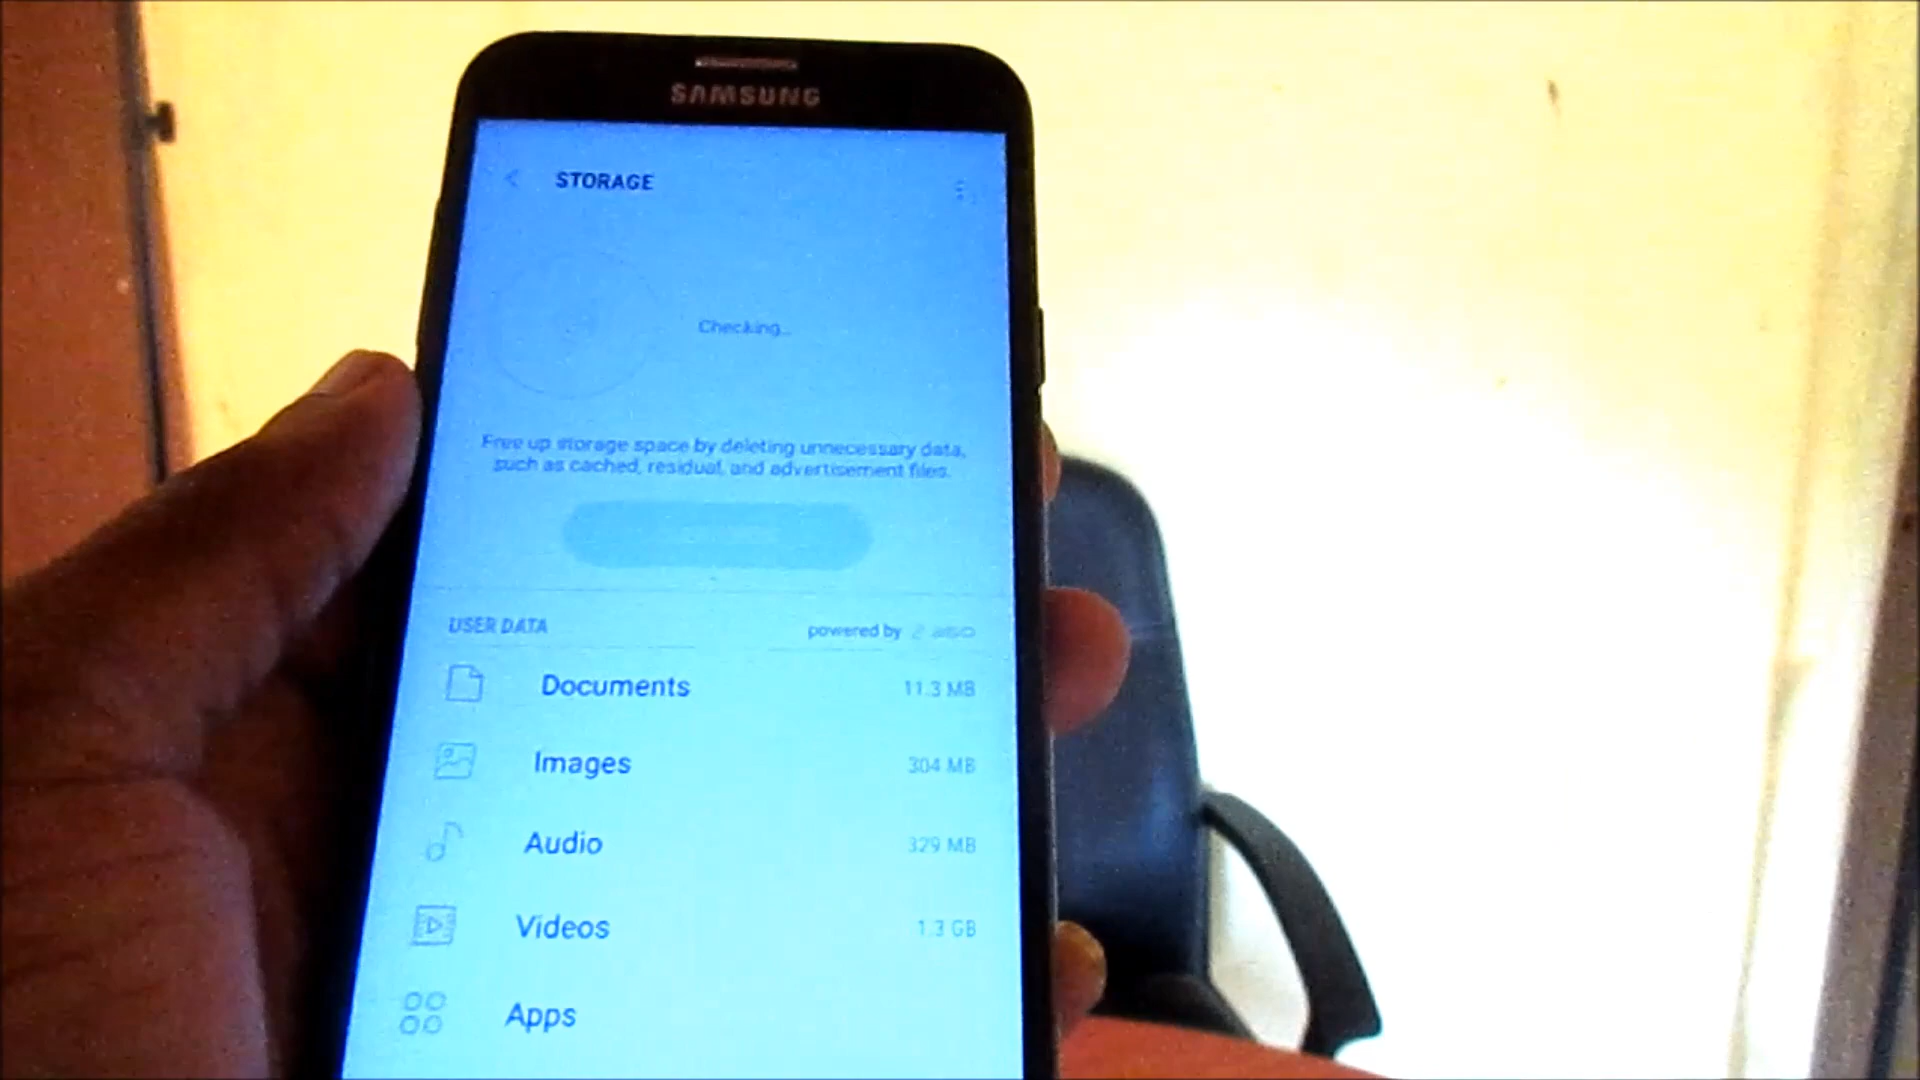 SAMSUNG
STORAGE
Checking...
Free up storage space by deleting unnecessary data,
such as cached, residual, and advertisement files.
USER DATA
powered by 360
Documents 11.3 MB
Images 304 MB
Audio 329 MB
Videos 1.3 GB
Apps